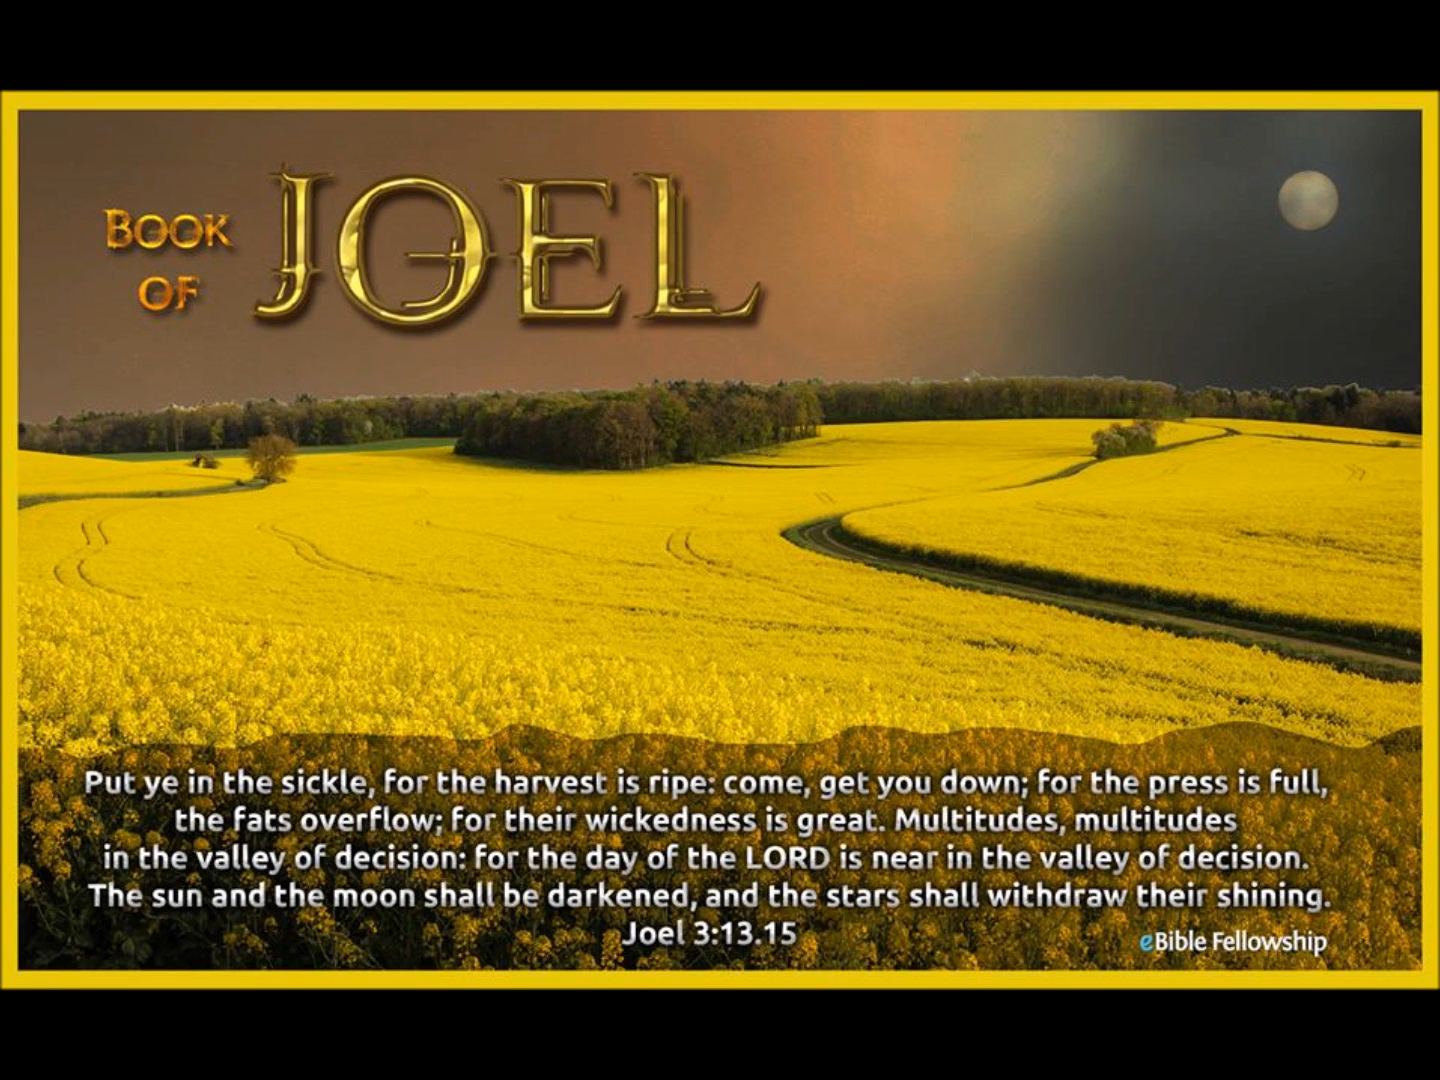 BOOK
OF
JOEL
Put ye in the sickle, for the harvest is ripe: come, get you down; for the press is full,
the fats overflow; for their wickedness is great. Multitudes, multitudes
in the valley of decision: for the day of the LORD is near in the valley of decision.
The sun and the moon shall be darkened, and the stars shall withdraw their shining.
Joel 3:13.15
eBible Fellowship